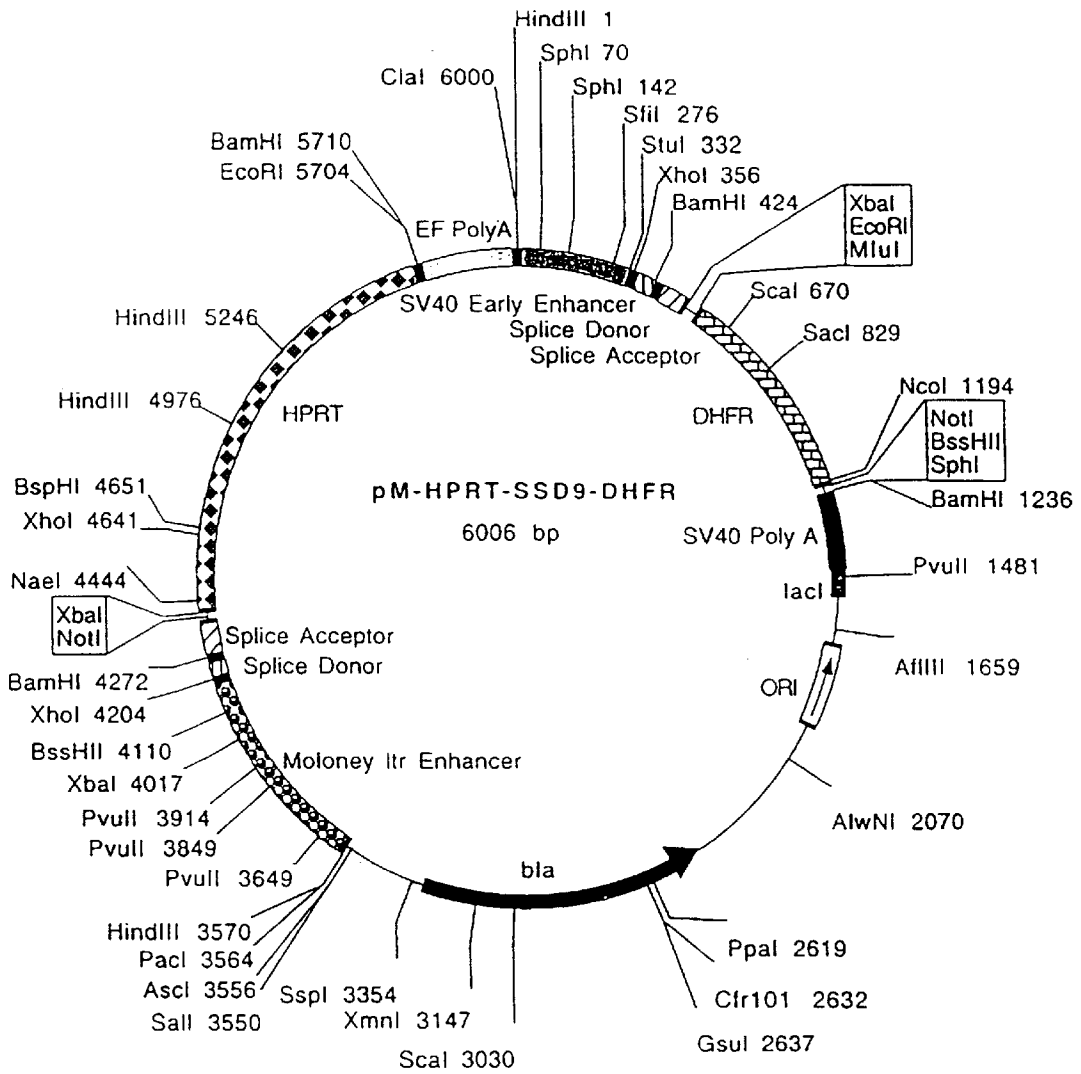 HindIII 1
SphI 70
ClaI 6000
SphI 142
SfiI 276
StuI 332
XhoI 356
BamHI 424
BamHI 5710
EcoRI 5704
XbaI
EcoRI
MluI
EF PolyA
SV40 Early Enhancer
Splice Donor
Splice Acceptor
ScaI 670
SacI 829
HindIII 5246
HindIII 4976
HPRT
DHFR
NcoI 1194
NotI
BssHII
SphI
BamHI 1236
pM-HPRT-SSD9-DHFR
6006 bp
BspHI 4651
XhoI 4641
SV40 Poly A
PvuII 1481
lacI
NaeI 4444
XbaI
NotI
Splice Acceptor
Splice Donor
BamHI 4272
XhoI 4204
AflIII 1659
ORI
BssHII 4110
XbaI 4017
Moloney ltr Enhancer
PvuII 3914
PvuII 3849
PvuII 3649
AlwNI 2070
bla
HindIII 3570
PacI 3564
AscI 3556
SalI 3550
SspI 3354
XmnI 3147
ScaI 3030
PpaI 2619
Cfr101 2632
GsuI 2637